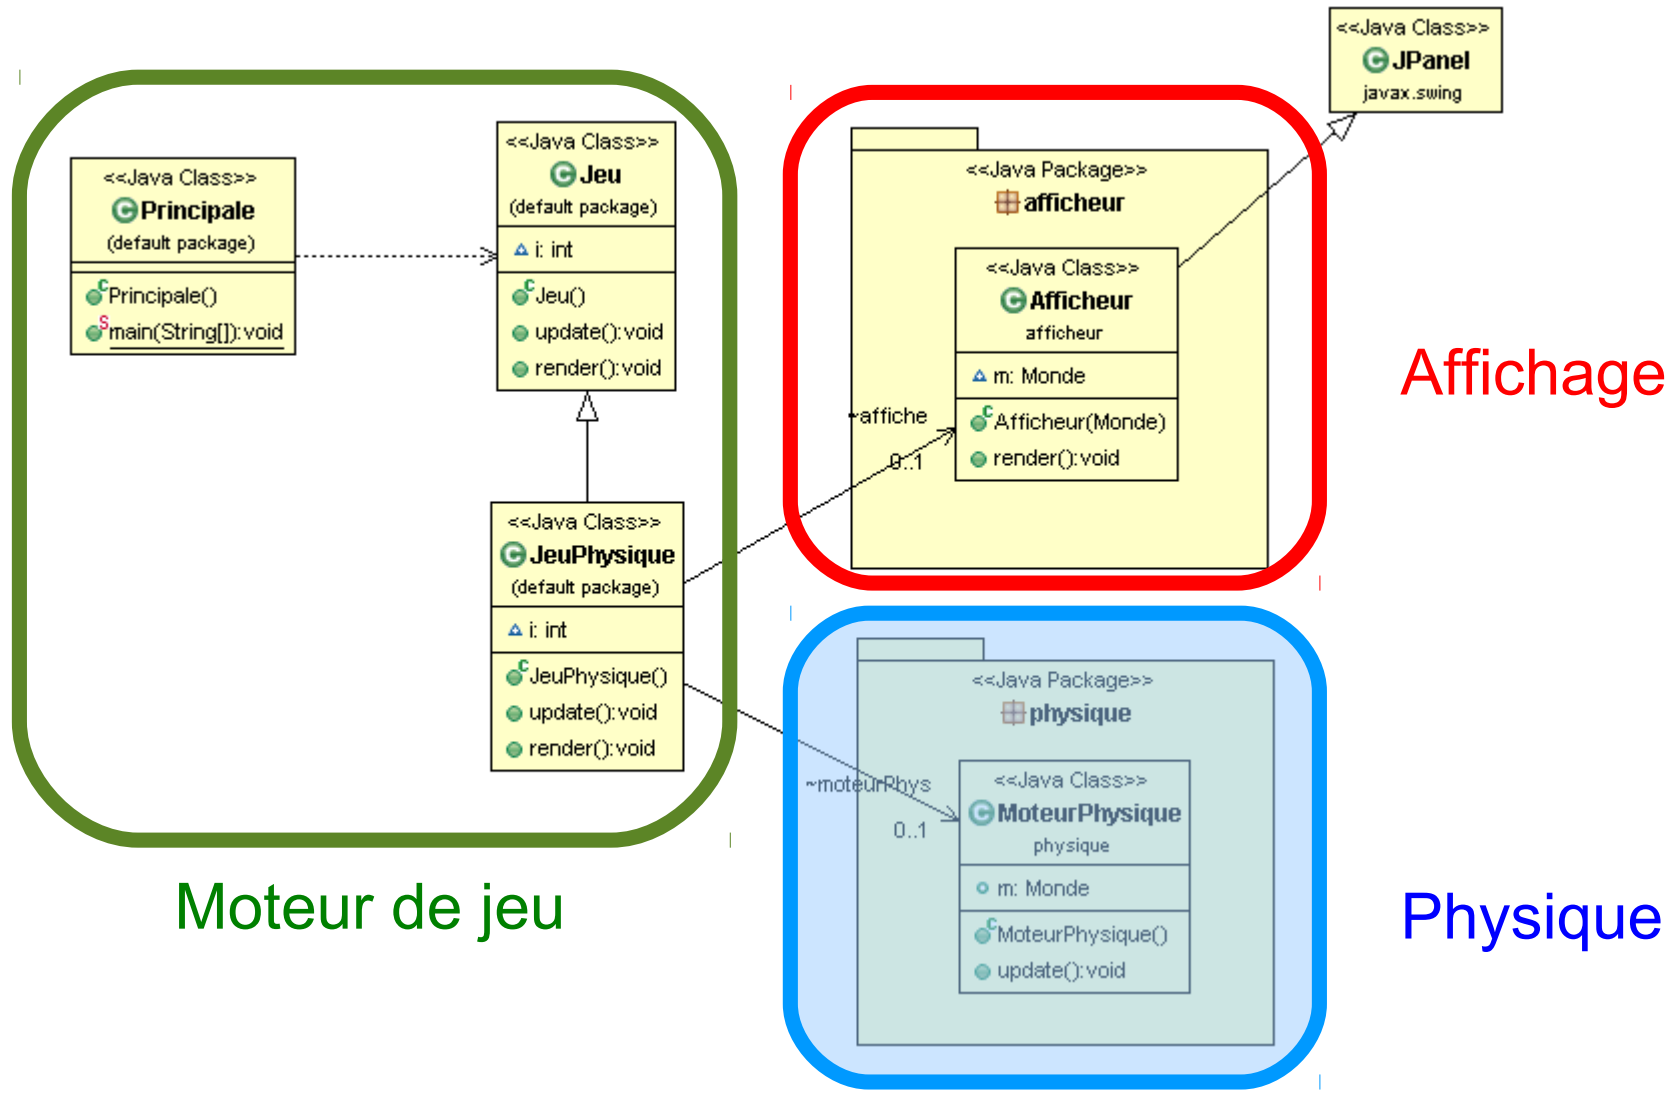 <<Java Class>>
Principale
(default package)
Principale()
main(String[]):void
<<Java Class>>
Jeu
(default package)
i: int
Jeu()
update():void
render():void
<<Java Class>>
JeuPhysique
(default package)
i: int
JeuPhysique()
update():void
render():void
Moteur de jeu
<<Java Class>>
JPanel
javax.swing
<<Java Package>>
afficheur
<<Java Class>>
Afficheur
afficheur
m: Monde
Afficheur(Monde)
render():void
~affiche
0..1
Affichage
<<Java Package>>
physique
<<Java Class>>
MoteurPhysique
physique
m: Monde
MoteurPhysique()
update():void
~moteurPhys
0..1
Physique